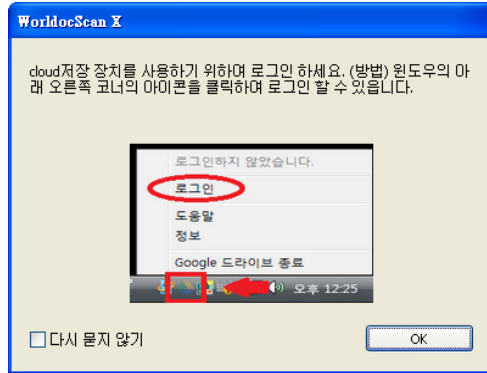 WorldocScan X
cloud저장 장치를 사용하기 위하며 로그인 하세요. (방법) 윈도우의 아
래 오른쪽 코너의 아이콘을 클릭하며 로그인 할 수 있읍니다.
로그인하지 않았습니다.
로그인
도움말
정보
Google 드라이브 종료
오후 12:25
다시 묻지 않기
OK